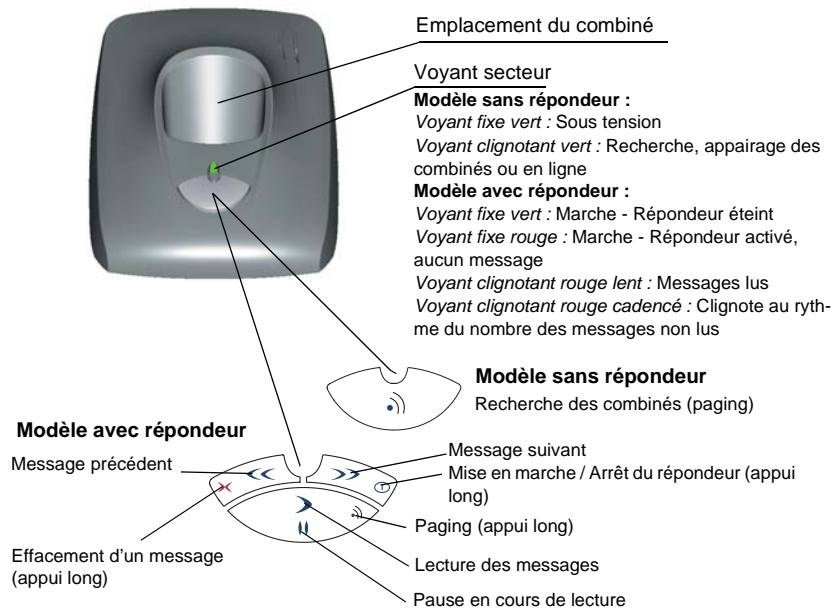 Emplacement du combiné
Voyant secteur
Modèle sans répondeur :
Voyant fixe vert : Sous tension
Voyant clignotant vert : Recherche, appairage des
combinés ou en ligne
Modèle avec répondeur :
Voyant fixe vert : Marche - Répondeur éteint
Voyant fixe rouge : Marche - Répondeur activé,
aucun message
Voyant clignotant rouge lent : Messages lus
Voyant clignotant rouge cadencé : Clignote au ryth-
me du nombre des messages non lus
Modèle sans répondeur
Recherche des combinés (paging)
Modèle avec répondeur
Message précédent
Message suivant
Mise en marche / Arrêt du répondeur (appui
long)
Paging (appui long)
Effacement d'un message
(appui long)
Lecture des messages
Pause en cours de lecture